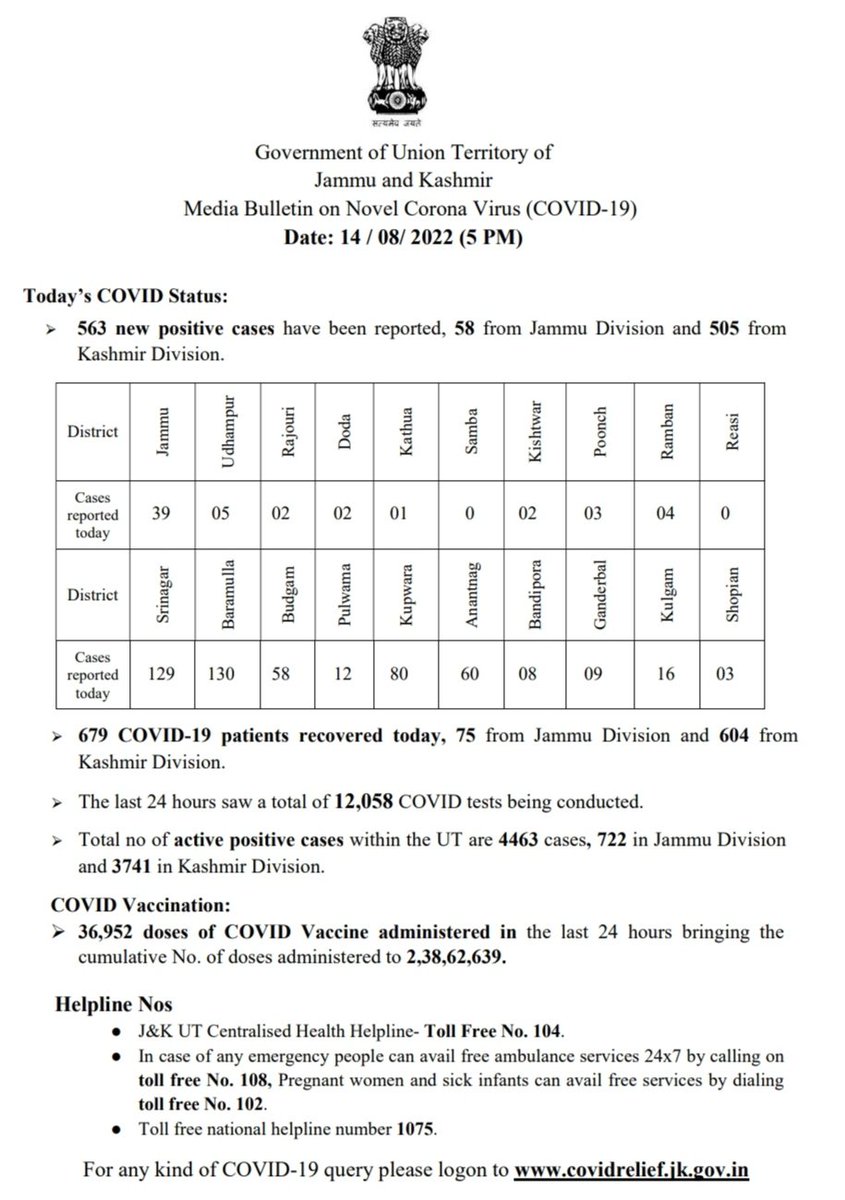 सत्यमेव जयते
Government of Union Territory of
Jammu and Kashmir
Media Bulletin on Novel Corona Virus (COVID-19)
Date: 14 / 08/ 2022 (5 PM)
Today’s COVID Status:
➢ 563 new positive cases have been reported, 58 from Jammu Division and 505 from
Kashmir Division.
District Jammu Udhampur Rajouri Doda Kathua Samba Kishtwar Poonch Ramban Reasi
Cases
reported
today
39 05 02 02 01 0 02 03 04 0
District Srinagar Baramulla Budgam Pulwama Kupwara Anantnag Bandipora Ganderbal Kulgam Shopian
Cases
reported
today
129 130 58 12 80 60 08 09 16 03
➢ 679 COVID-19 patients recovered today, 75 from Jammu Division and 604 from
Kashmir Division.
➢ The last 24 hours saw a total of 12,058 COVID tests being conducted.
➢ Total no of active positive cases within the UT are 4463 cases, 722 in Jammu Division
and 3741 in Kashmir Division.
COVID Vaccination:
➢ 36,952 doses of COVID Vaccine administered in the last 24 hours bringing the
cumulative No. of doses administered to 2,38,62,639.
Helpline Nos
● J&K UT Centralised Health Helpline- Toll Free No. 104.
● In case of any emergency people can avail free ambulance services 24x7 by calling on
toll free No. 108, Pregnant women and sick infants can avail free services by dialing
toll free No. 102.
● Toll free national helpline number 1075.
For any kind of COVID-19 query please logon to www.covidrelief.jk.gov.in